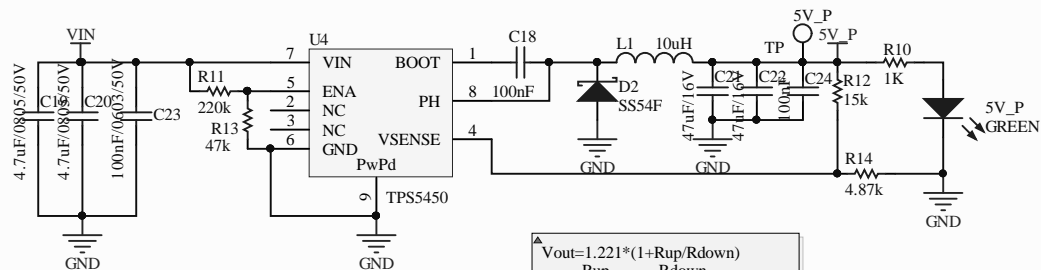 VIN
4.7uF/0805/50V
C19
4.7uF/0805/50V
C20
100nF/0603/50V
C23
R11
220k
R13
47k
U4
7 VIN
5 ENA
2 NC
3 NC
6 GND
BOOT 1
PH 8
VSENSE 4
PwPd
9
TPS5450
C18
100nF
D2
SS54F
L1 10uH
47uF/16V
C21
47uF/16V
C22
100nF
C24
TP
5V_P
5V_P
R12
15k
R10
1K
5V_P
GREEN
R14
4.87k
GND
GND
GND
GND
GND
Vout=1.221*(1+Rup/Rdown)
Rup Rdown